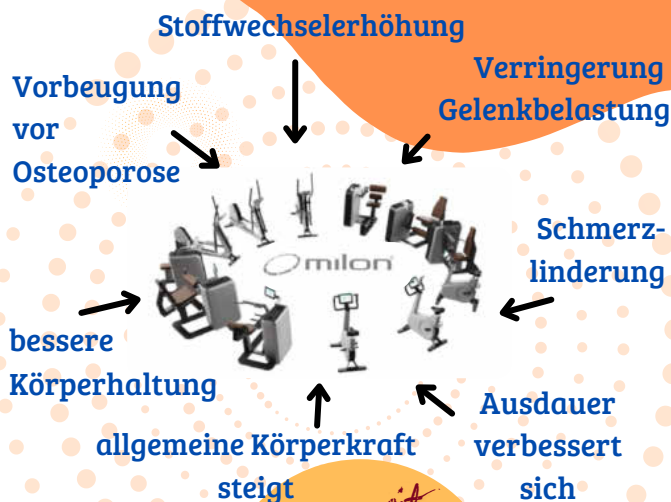 Stoffwechselerhöhung
Verringerung
Gelenkbelastung
Vorbeugung
vor
Osteoporose
Schmerz-
linderung
milon®
bessere
Körperhaltung
Ausdauer
verbessert
sich
allgemeine Körperkraft
steigt